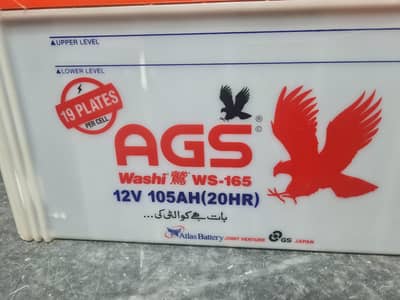 ▲UPPER LEVEL
▲LOWER LEVEL
19 PLATES
PER CELL
AGS ® ©
Washi 鷲 WS-165
12V 105AH(20HR)
بات ہے کوالٹی کی...
Atlas Battery JOINT VENTURE GS JAPAN